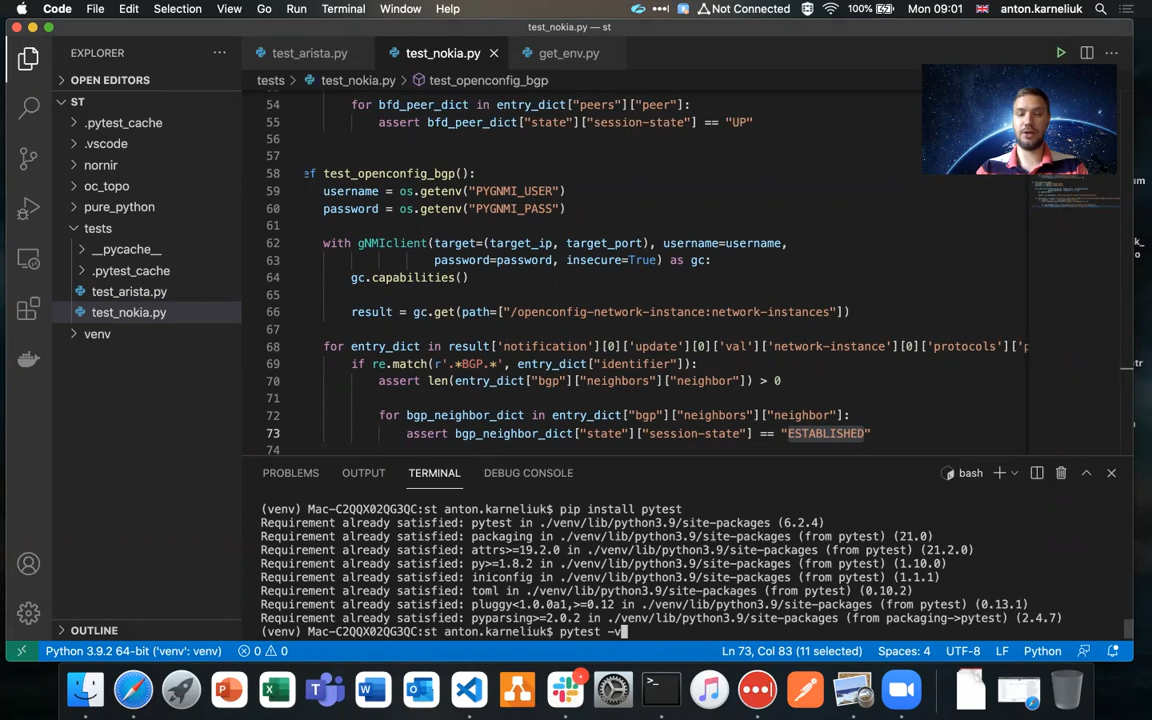 Code File Edit Selection View Go Run Terminal Window Help
Not Connected 100% Mon 09:01 anton.karneliuk
test_nokia.py — st
EXPLORER
test_arista.py test_nokia.py get_env.py
tests > test_nokia.py > test_openconfig_bgp
OPEN EDITORS
ST
.pytest_cache
.vscode
nornir
oc_topo
pure_python
tests
__pycache__
.pytest_cache
test_arista.py
test_nokia.py
venv
OUTLINE
54 for bfd_peer_dict in entry_dict["peers"]["peer"]:
55 assert bfd_peer_dict["state"]["session-state"] == "UP"
56
57
58 ef test_openconfig_bgp():
59 username = os.getenv("PYGNMI_USER")
60 password = os.getenv("PYGNMI_PASS")
61
62 with gNMIclient(target=(target_ip, target_port), username=username,
63 password=password, insecure=True) as gc:
64 gc.capabilities()
65
66 result = gc.get(path=["/openconfig-network-instance:network-instances"])
67
68 for entry_dict in result['notification'][0]['update'][0]['val']['network-instance'][0]['protocols']['p
69 if re.match(r'.*BGP.*', entry_dict["identifier"]):
70 assert len(entry_dict["bgp"]["neighbors"]["neighbor"]) > 0
71
72 for bgp_neighbor_dict in entry_dict["bgp"]["neighbors"]["neighbor"]:
73 assert bgp_neighbor_dict["state"]["session-state"] == "ESTABLISHED"
74
PROBLEMS OUTPUT TERMINAL DEBUG CONSOLE bash
(venv) Mac-C2QQX02QG3QC:st anton.karneliuk$ pip install pytest
Requirement already satisfied: pytest in ./venv/lib/python3.9/site-packages (6.2.4)
Requirement already satisfied: packaging in ./venv/lib/python3.9/site-packages (from pytest) (21.0)
Requirement already satisfied: attrs>=19.2.0 in ./venv/lib/python3.9/site-packages (from pytest) (21.2.0)
Requirement already satisfied: py>=1.8.2 in ./venv/lib/python3.9/site-packages (from pytest) (1.10.0)
Requirement already satisfied: iniconfig in ./venv/lib/python3.9/site-packages (from pytest) (1.1.1)
Requirement already satisfied: toml in ./venv/lib/python3.9/site-packages (from pytest) (0.10.2)
Requirement already satisfied: pluggy<1.0.0a1,>=0.12 in ./venv/lib/python3.9/site-packages (from pytest) (0.13.1)
Requirement already satisfied: pyparsing>=2.0.2 in ./venv/lib/python3.9/site-packages (from packaging->pytest) (2.4.7)
(venv) Mac-C2QQX02QG3QC:st anton.karneliuk$ pytest -v
Python 3.9.2 64-bit ('venv': venv) 0 0 Ln 73, Col 83 (11 selected) Spaces: 4 UTF-8 LF Python